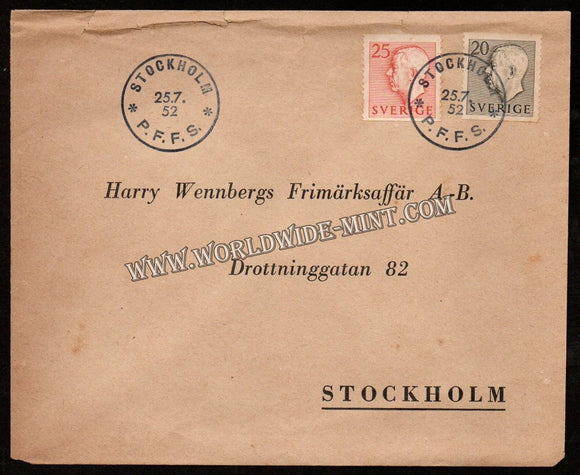 STOCKHOLM
25.7.
52
* P.F.F.S. *
25
SVERIGE
20
SVERIGE
STOCKHOLM
25.7.
52
* P.F.F.S. *
Harry Wennbergs Frimärksaffär A.-B.
WWW.WORLDWIDE-MINT.COM
Drottninggatan 82
STOCKHOLM